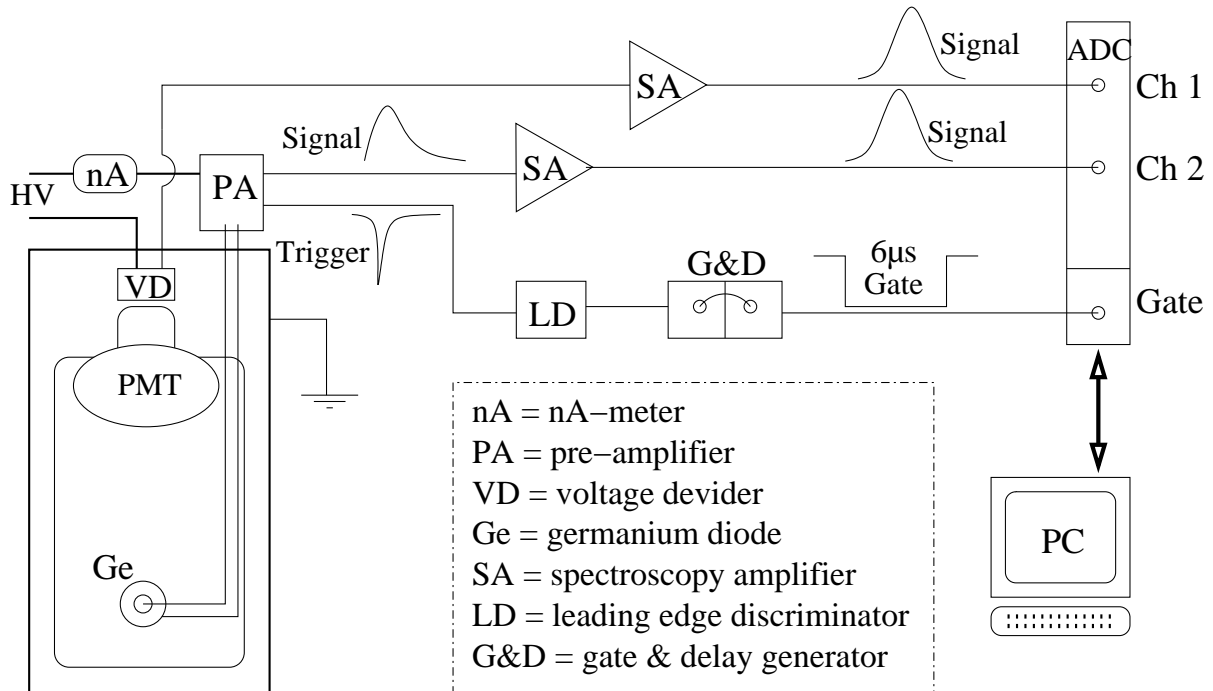 Signal
ADC
SA
Ch 1
Signal
Signal
nA
PA
SA
Ch 2
HV
Trigger
VD
G&D
6μs
Gate
LD
Gate
PMT
nA = nA−meter
PA = pre−amplifier
VD = voltage devider
Ge = germanium diode
SA = spectroscopy amplifier
LD = leading edge discriminator
G&D = gate & delay generator
Ge
PC